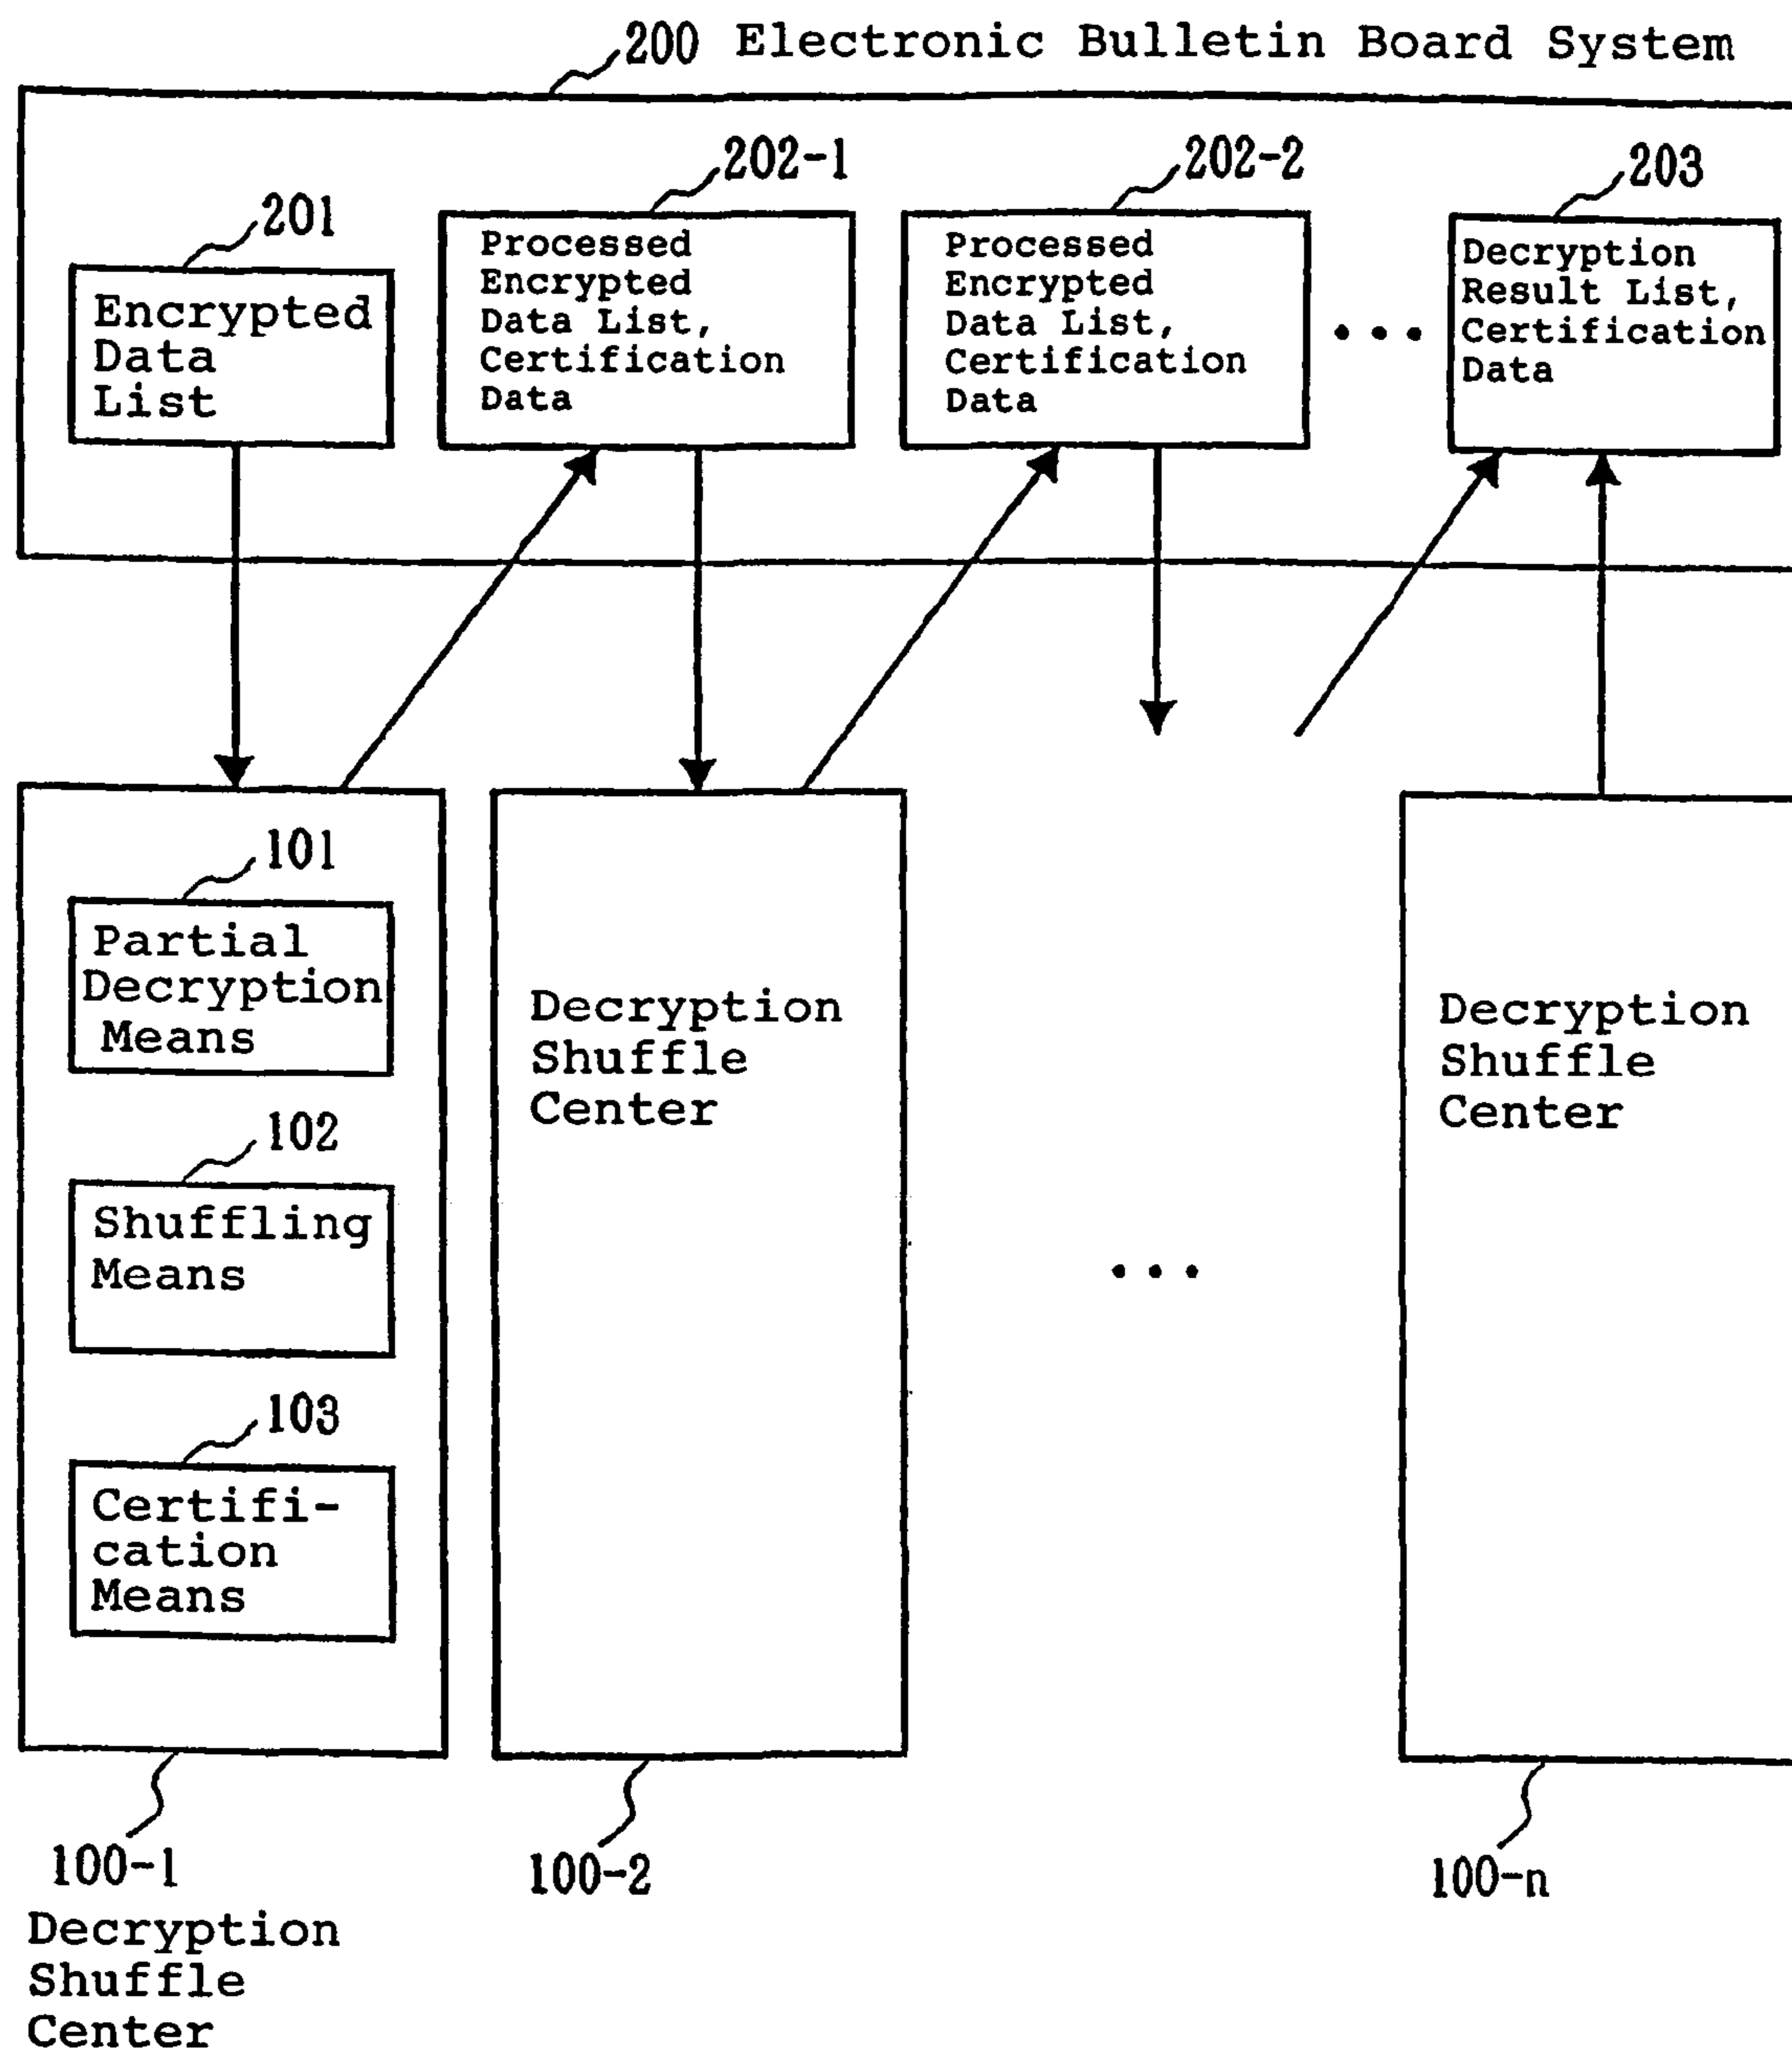 200 Electronic Bulletin Board System
201
Encrypted
Data
List
202-1
Processed
Encrypted
Data List,
Certification
Data
202-2
Processed
Encrypted
Data List,
Certification
Data
...
203
Decryption
Result List,
Certification
Data
101
Partial
Decryption
Means
102
Shuffling
Means
103
Certifi-
cation
Means
100-1
Decryption
Shuffle
Center
Decryption
Shuffle
Center
100-2
...
Decryption
Shuffle
Center
100-n